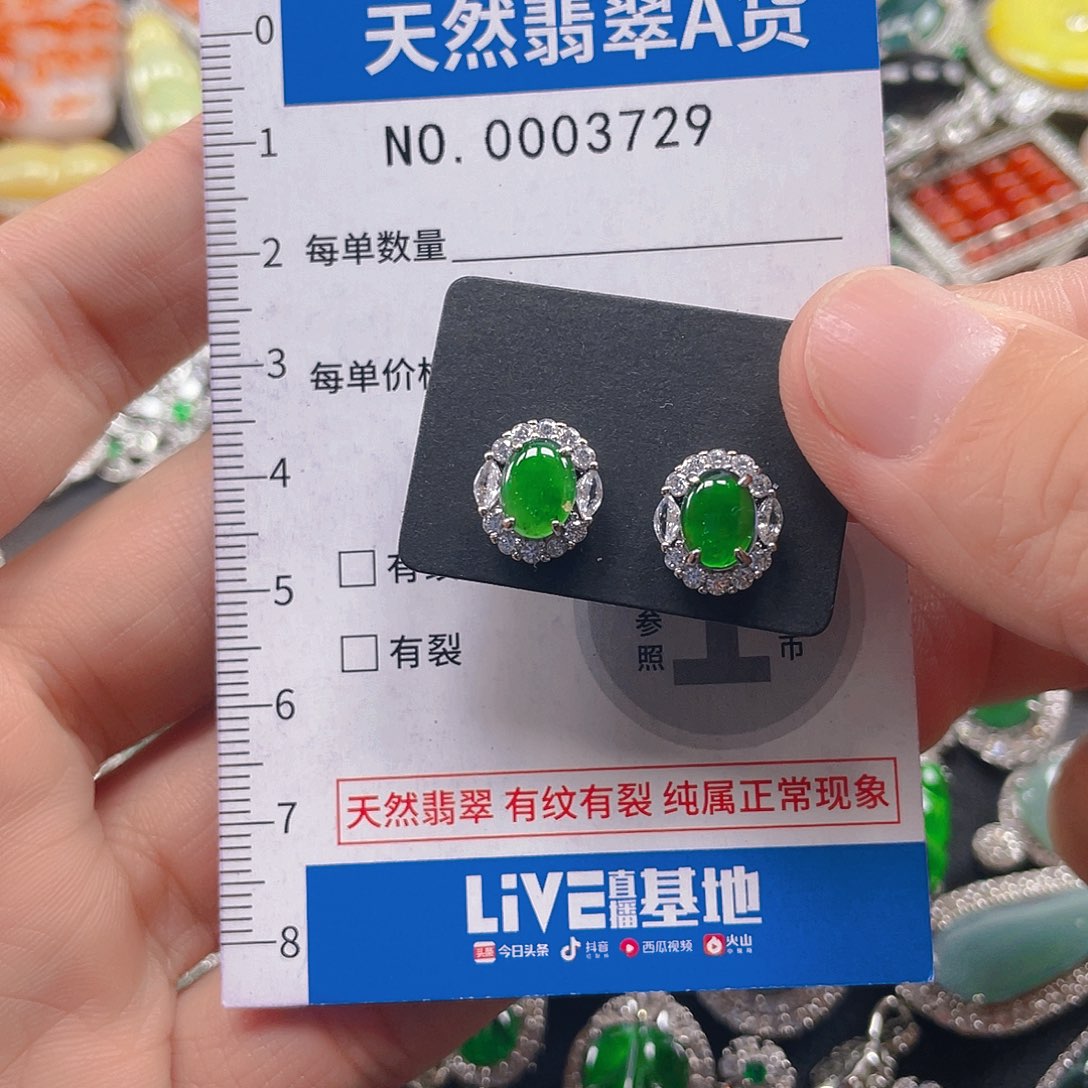 0
天然翡翠A货
NO. 0003729
1
2
每单数量
3
每单价
4
5
有
参照
币
有裂
6
天然翡翠 有纹有裂 纯属正常现象
7
LiVE直播基地
8
头条 今日头条 抖音 西瓜视频 火山